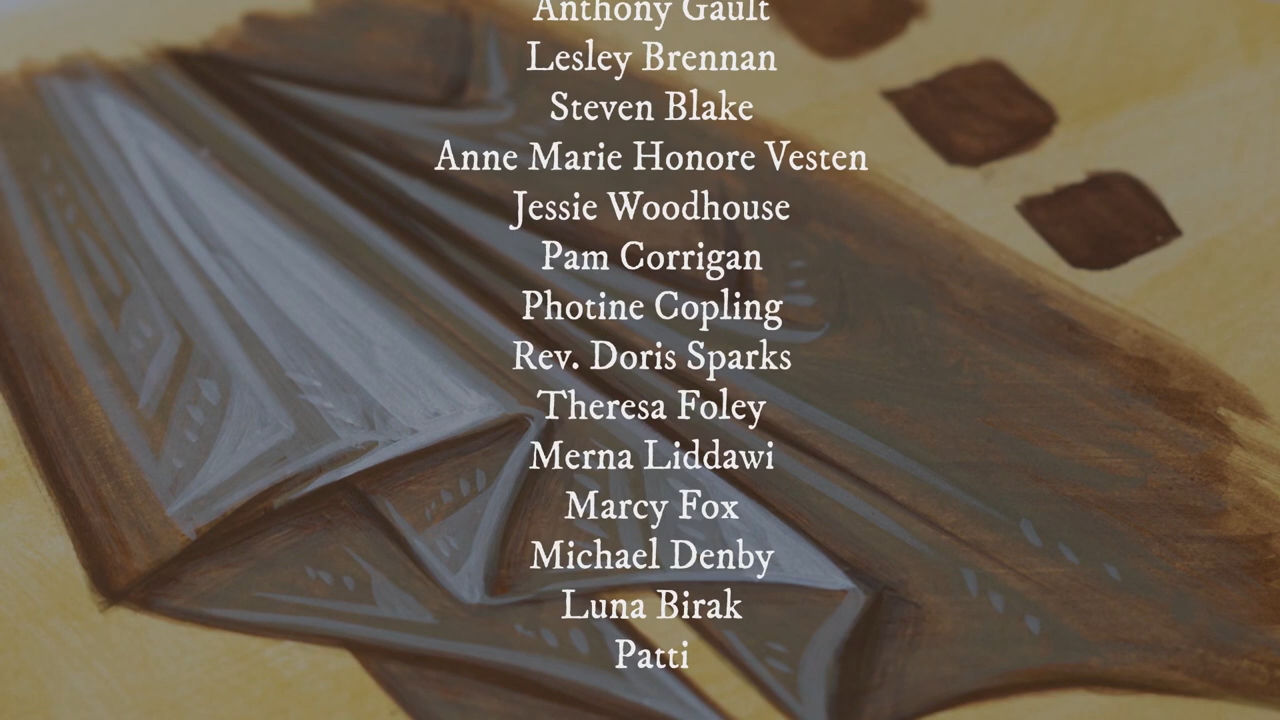 Anthony Gault
Lesley Brennan
Steven Blake
Anne Marie Honore Vesten
Jessie Woodhouse
Pam Corrigan
Photine Copling
Rev. Doris Sparks
Theresa Foley
Merna Liddawi
Marcy Fox
Michael Denby
Luna Birak
Patti